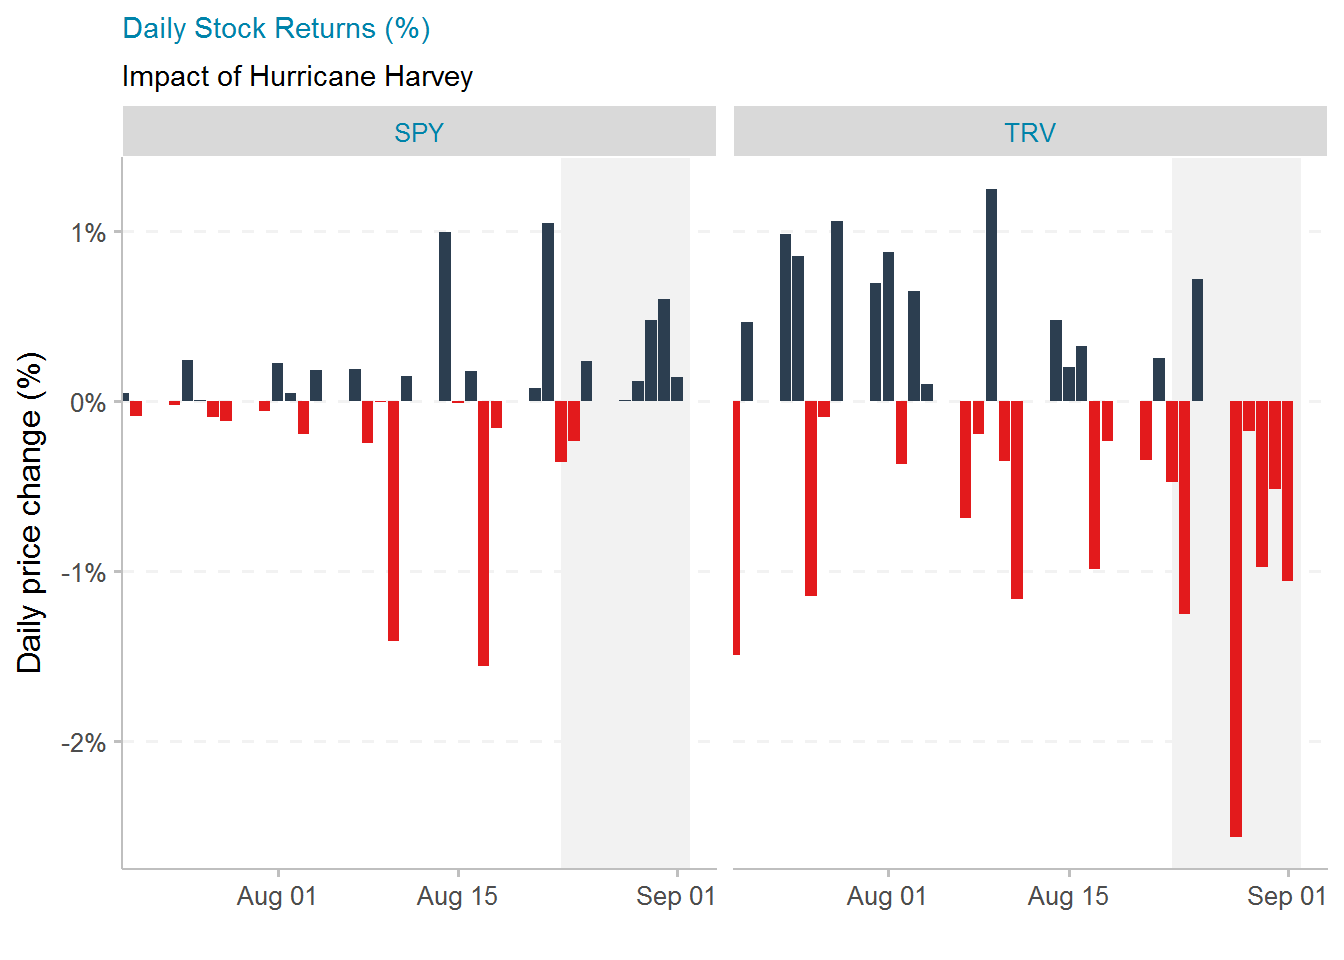 Daily Stock Returns (%)
Impact of Hurricane Harvey
SPY
TRV
Daily price change (%)
1%
0%
-1%
-2%
Aug 01
Aug 15
Sep 01
Aug 01
Aug 15
Sep 01